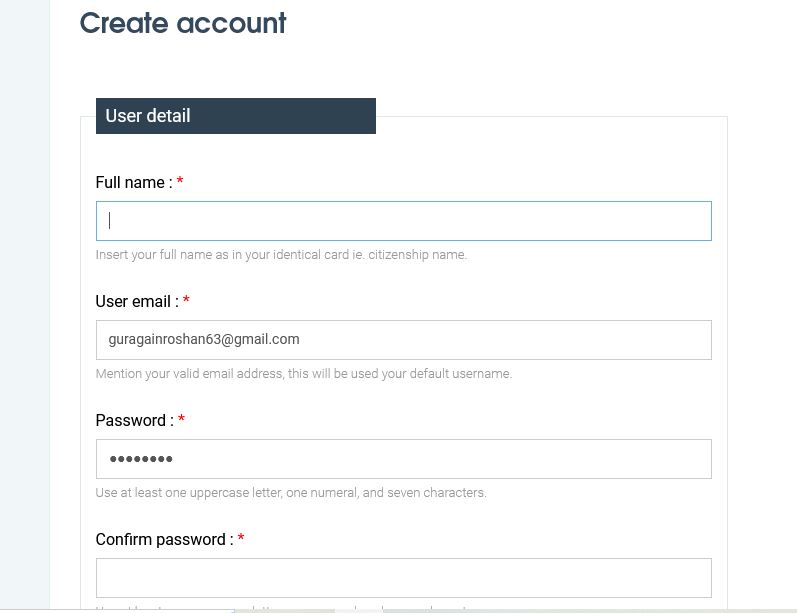 Create account
User detail
Full name : *
Insert your full name as in your identical card ie. citizenship name.
User email : *
guragainroshan63@gmail.com
Mention your valid email address, this will be used your default username.
Password : *
••••••••
Use at least one uppercase letter, one numeral, and seven characters.
Confirm password : *